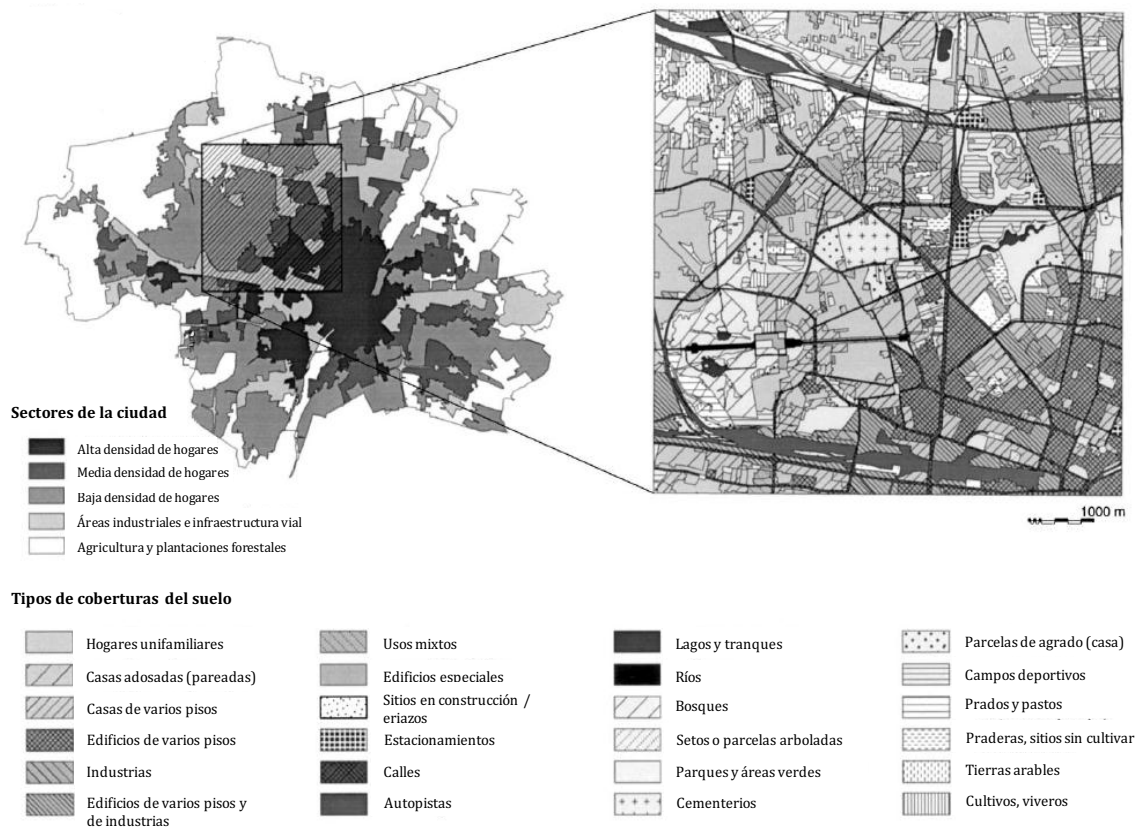 1000 m
Sectores de la ciudad
Alta densidad de hogares
Media densidad de hogares
Baja densidad de hogares
Áreas industriales e infraestructura vial
Agricultura y plantaciones forestales
Tipos de coberturas del suelo
Hogares unifamiliares
Casas adosadas (pareadas)
Casas de varios pisos
Edificios de varios pisos
Industrias
Edificios de varios pisos y
de industrias
Usos mixtos
Edificios especiales
Sitios en construcción /
eriazos
Estacionamientos
Calles
Autopistas
Lagos y tranques
Ríos
Bosques
Setos o parcelas arboladas
Parques y áreas verdes
Cementerios
Parcelas de agrado (casa)
Campos deportivos
Prados y pastos
Praderas, sitios sin cultivar
Tierras arables
Cultivos, viveros